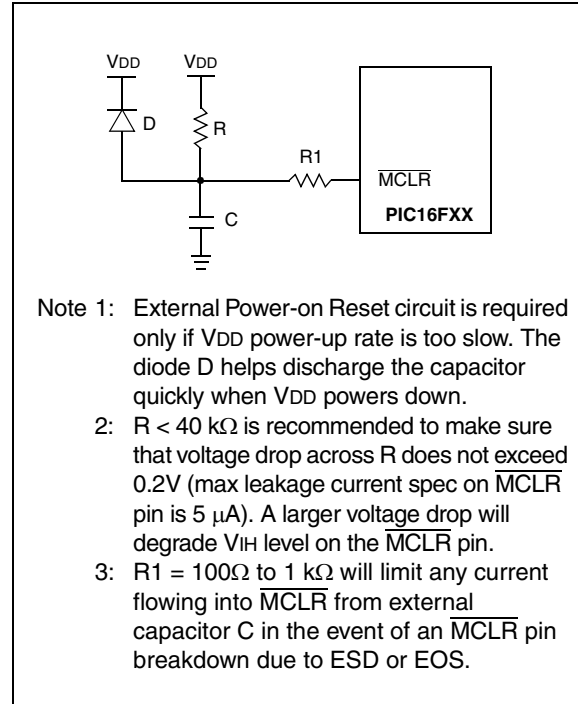 VDD VDD
D
R
R1
MCLR
C
PIC16FXX
Note 1: External Power-on Reset circuit is required
only if VDD power-up rate is too slow. The
diode D helps discharge the capacitor
quickly when VDD powers down.
2: R < 40 kΩ is recommended to make sure
that voltage drop across R does not exceed
0.2V (max leakage current spec on MCLR
pin is 5 μA). A larger voltage drop will
degrade VIH level on the MCLR pin.
3: R1 = 100Ω to 1 kΩ will limit any current
flowing into MCLR from external
capacitor C in the event of an MCLR pin
breakdown due to ESD or EOS.